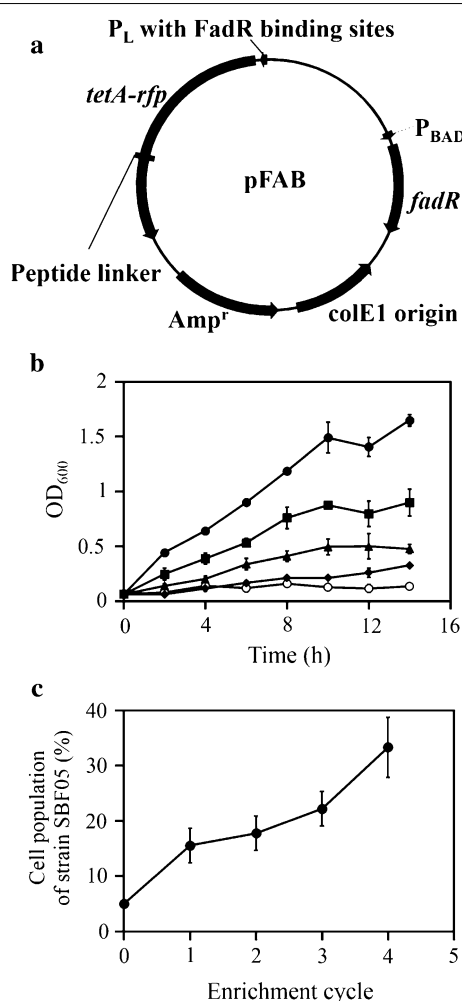 a
P_L with FadR binding sites
tetA-rfp
P_BAD
pFAB
fadR
Peptide linker
colE1 origin
Amp^r
b
2
1.5
1
0.5
0
OD_600
0 4 8 12 16
Time (h)
c
40
30
20
10
0
Cell population
of strain SBF05 (%)
0 1 2 3 4 5
Enrichment cycle